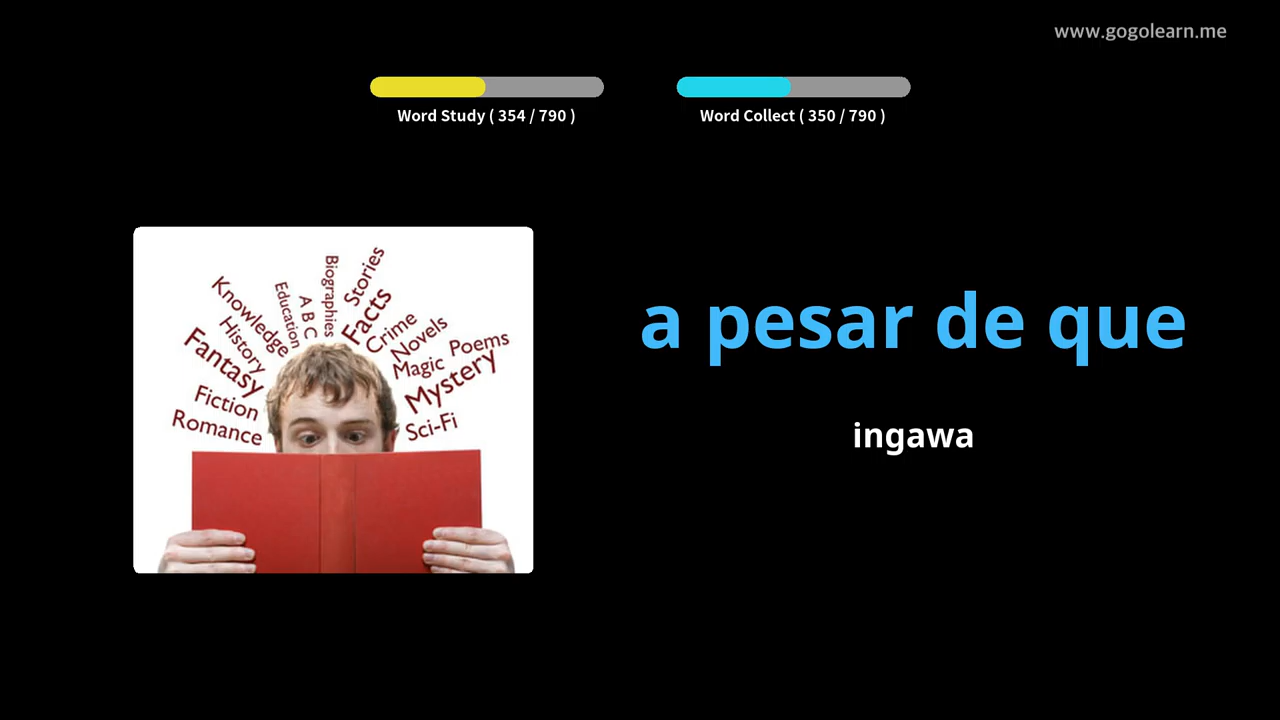 www.gogolearn.me
Word Study ( 354 / 790 )
Word Collect ( 350 / 790 )
a pesar de que
ingawa
Knowledge
History
Fantasy
Fiction
Romance
Education
A B C
Biographies
Stories
Facts
Crime
Novels
Magic
Poems
Mystery
Sci-Fi